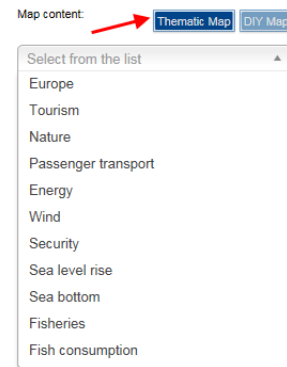 Map content:
Thematic Map DIY Map
Select from the list
Europe
Tourism
Nature
Passenger transport
Energy
Wind
Security
Sea level rise
Sea bottom
Fisheries
Fish consumption